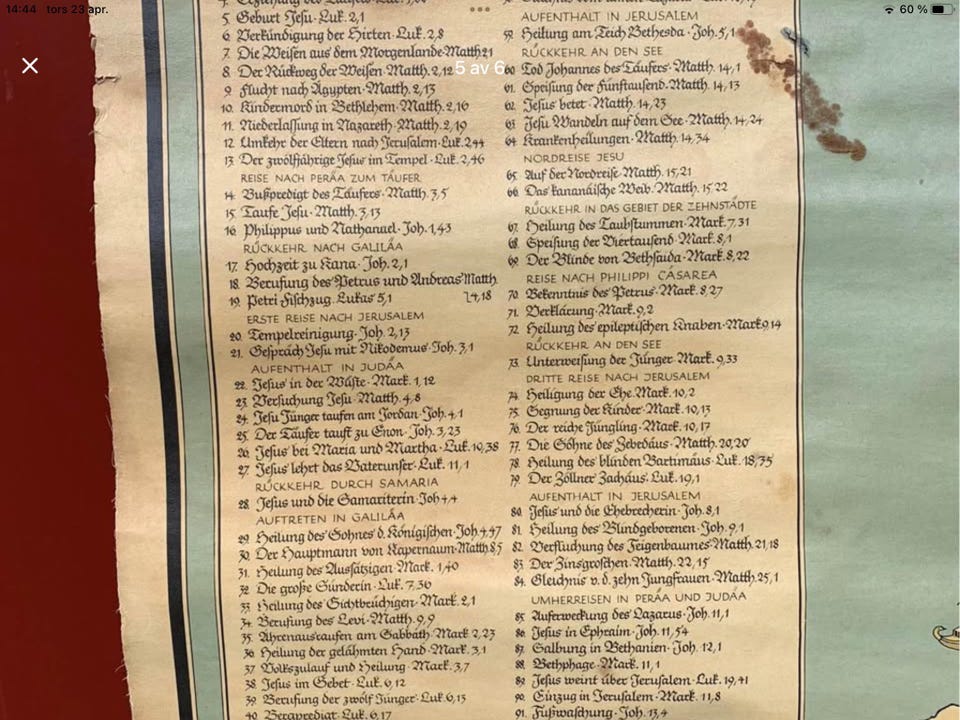 14:44 tors 23 apr.
60 %
5 av 6
5. Geburt Jesu · Luk. 2,1
6. Verkündigung der Hirten · Luk. 2,8
7. Die Weisen aus dem Morgenlande · Matth 21
8. Der Rückweg der Weisen · Matth. 2,12
9. Flucht nach Ägypten · Matth. 2,13
10. Kindermord in Bethlehem · Matth. 2,16
11. Niederlassung in Nazareth · Matth. 2,19
12. Umkehr der Eltern nach Jerusalem · Luk. 2,44
13. Der zwölfjährige Jesus im Tempel · Luk. 2,46
REISE NACH PERÄA ZUM TÄUFER
14. Bußpredigt des Täufers · Matth. 3,5
15. Taufe Jesu · Matth. 3,13
16. Philippus und Nathanael · Joh. 1,43
RÜCKKEHR NACH GALILÄA
17. Hochzeit zu Kana · Joh. 2,1
18. Berufung des Petrus und Andreas Matth.
4,18
19. Petri Fischzug · Lukas 5,1
ERSTE REISE NACH JERUSALEM
20. Tempelreinigung · Joh. 2,13
21. Gespräch Jesu mit Nikodemus · Joh. 3,1
AUFENTHALT IN JUDÄA
22. Jesus in der Wüste · Mark. 1,12
23. Versuchung Jesu · Matth. 4,8
24. Jesu Jünger taufen am Jordan · Joh. 4,1
25. Der Täufer tauft zu Enon · Joh. 3,23
26. Jesus bei Maria und Martha · Luk. 10,38
27. Jesus lehrt das Vaterunser · Luk. 11,1
RÜCKKEHR DURCH SAMARIA
28. Jesus und die Samariterin · Joh 4,4
AUFTRETEN IN GALILÄA
29. Heilung des Sohnes d. Königischen · Joh. 4,47
30. Der Hauptmann von Kapernaum · Matth 8,5
31. Heilung des Aussätzigen · Mark. 1,40
32. Die große Sünderin · Luk. 7,36
33. Heilung des Gichtbrüchigen · Mark. 2,1
34. Berufung des Levi · Matth. 9,9
35. Ährenausraufen am Sabbath · Mark 2,23
36. Heilung der gelähmten Hand · Mark. 3,1
37. Volkszulauf und Heilung · Mark. 3,7
38. Jesus im Gebet · Luk. 6,12
39. Berufung der zwölf Jünger · Luk. 6,13
40. Bergpredigt · Luk. 6,17
AUFENTHALT IN JERUSALEM
59. Heilung am Teich Bethesda · Joh. 5,1
RÜCKKEHR AN DEN SEE
60. Tod Johannes des Täufers · Matth. 14,1
61. Speisung der Fünftausend · Matth. 14,13
62. Jesus betet · Matth. 14,23
63. Jesu Wandeln auf dem See · Matth. 14,24
64. Krankenheilungen · Matth. 14,34
NORDREISE JESU
65. Auf der Nordreise · Matth. 15,21
66. Das kananäische Weib · Matth. 15,22
RÜCKKEHR IN DAS GEBIET DER ZEHNSTÄDTE
67. Heilung des Taubstummen · Mark. 7,31
68. Speisung der Viertausend · Mark. 8,1
69. Der Blinde von Bethsaida · Mark. 8,22
REISE NACH PHILIPPI CÄSAREA
70. Bekenntnis des Petrus · Mark. 8,27
71. Verklärung · Mark. 9,2
72. Heilung des epileptischen Knaben · Mark 9,14
RÜCKKEHR AN DEN SEE
73. Unterweisung der Jünger · Mark. 9,33
DRITTE REISE NACH JERUSALEM
74. Heiligung der Ehe · Mark. 10,2
75. Segnung der Kinder · Mark. 10,13
76. Der reiche Jüngling · Mark. 10,17
77. Die Söhne des Zebedäus · Matth. 20,20
78. Heilung des blinden Bartimäus · Luk. 18,35
79. Der Zöllner Zachäus · Luk. 19,1
AUFENTHALT IN JERUSALEM
80. Jesus und die Ehebrecherin · Joh. 8,1
81. Heilung des Blindgeborenen · Joh. 9,1
82. Verfluchung des Feigenbaumes · Matth. 21,18
83. Der Zinsgroschen · Matth. 22,15
84. Gleichnis v. d. zehn Jungfrauen · Matth. 25,1
UMHERREISEN IN PERÄA UND JUDÄA
85. Auferweckung des Lazarus · Joh. 11,1
86. Jesus in Ephraim · Joh. 11,54
87. Salbung in Bethanien · Joh. 12,1
88. Bethphage · Mark. 11,1
89. Jesus weint über Jerusalem · Luk. 19,41
90. Einzug in Jerusalem · Mark. 11,8
91. Fußwaschung · Joh. 13,4